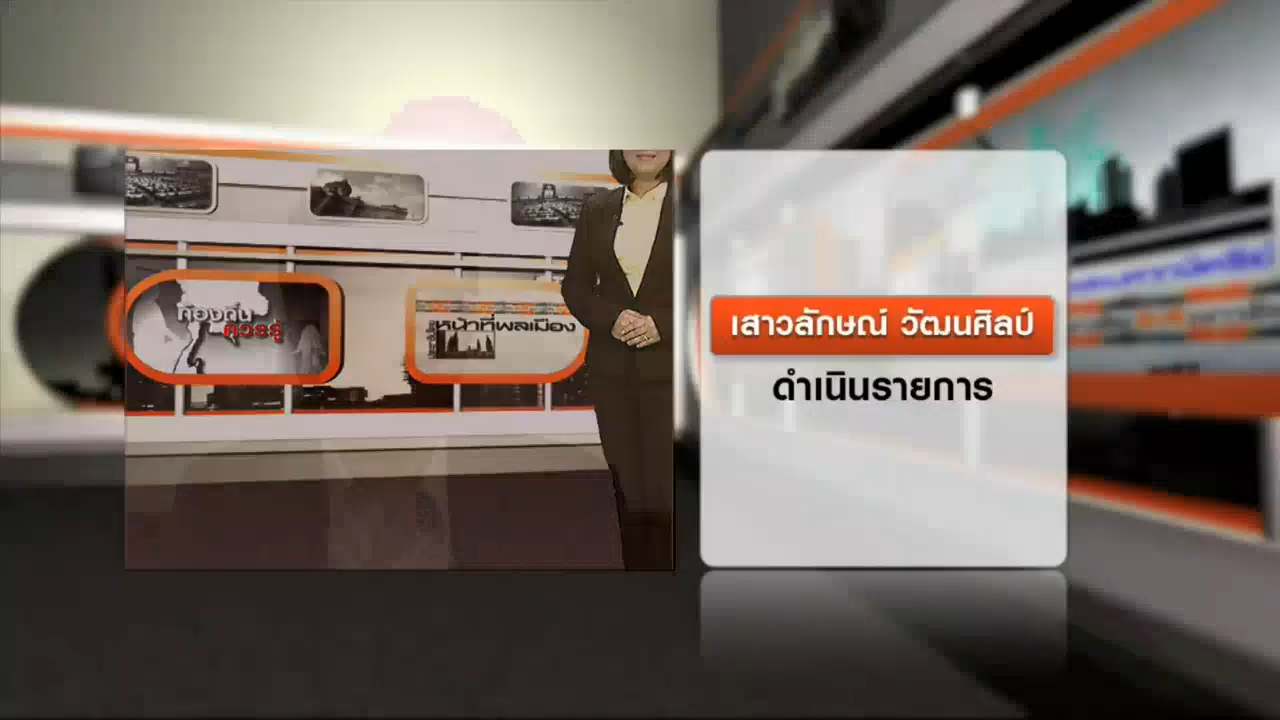 ท้องถิ่น
ควรรู้
หน้าที่พลเมือง
เสาวลักษณ์ วัฒนศิลป์
ดำเนินรายการ